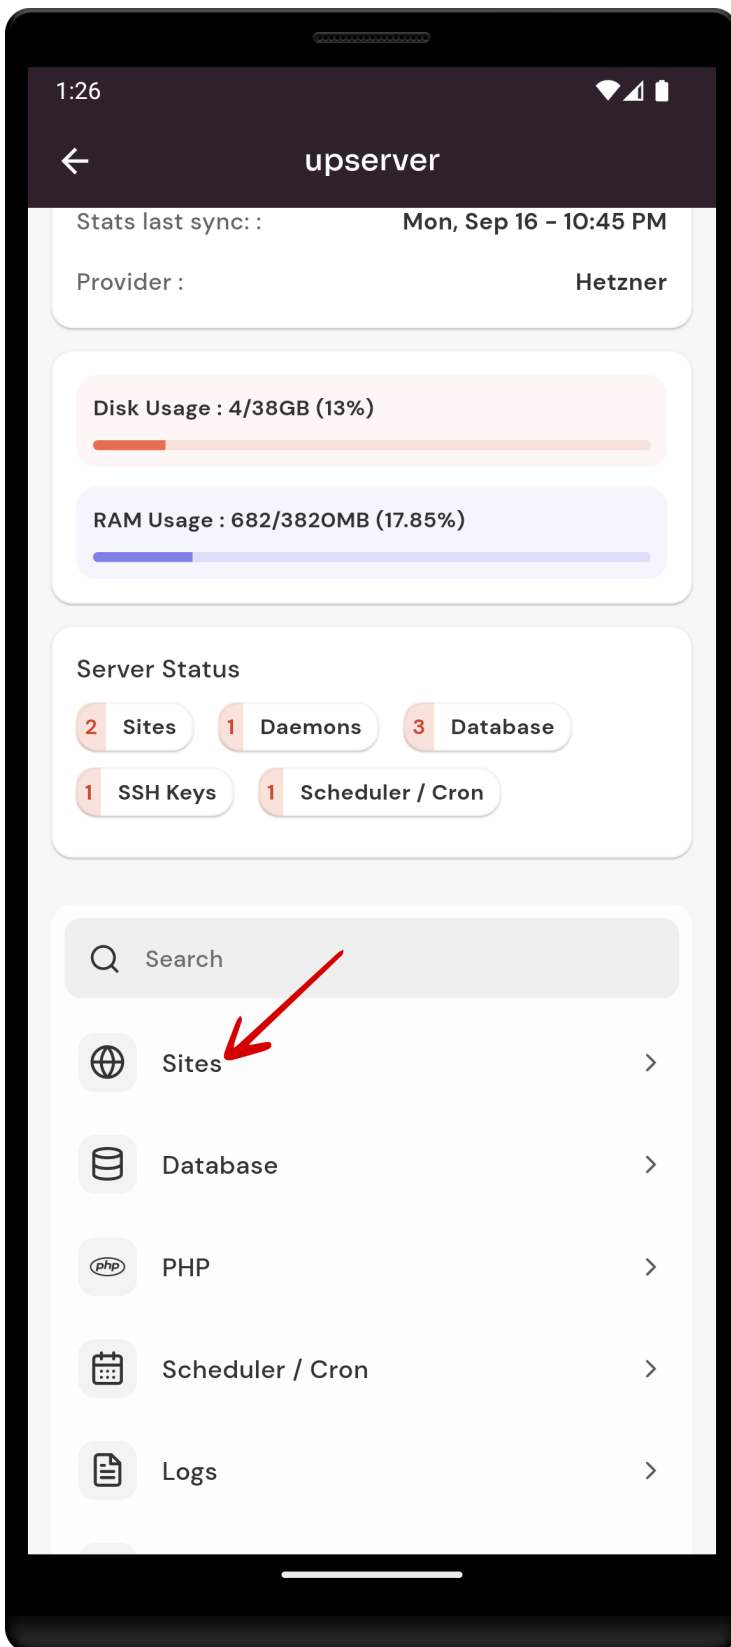 1:26
upserver
Stats last sync: : Mon, Sep 16 - 10:45 PM
Provider : Hetzner
Disk Usage : 4/38GB (13%)
RAM Usage : 682/3820MB (17.85%)
Server Status
2 Sites 1 Daemons 3 Database
1 SSH Keys 1 Scheduler / Cron
Search
Sites
Database
php PHP
Scheduler / Cron
Logs